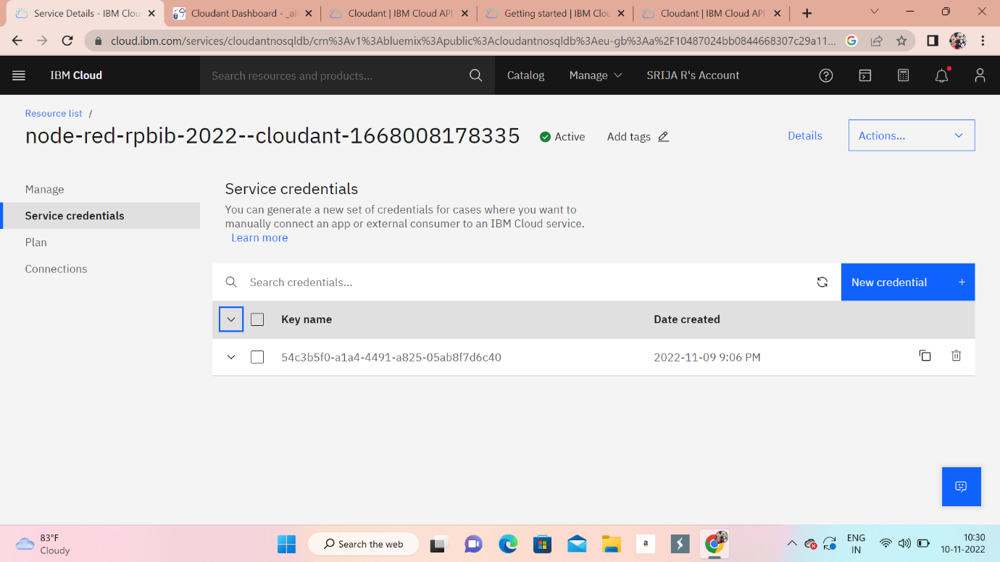 Service Details - IBM Clou
Cloudant Dashboard - _al
Cloudant | IBM Cloud API
Getting started | IBM Clou
Cloudant | IBM Cloud API
cloud.ibm.com/services/cloudantnosqldb/crn%3Av1%3Abluemix%3Apublic%3Acloudantnosqldb%3Aeu-gb%3Aa%2F10487024bb0844668307c29a11...
IBM Cloud
Search resources and products...
Catalog
Manage
SRIJA R's Account
Resource list /
node-red-rpbib-2022--cloudant-1668008178335
Active
Add tags
Details
Actions...
Manage
Service credentials
Plan
Connections
Service credentials
You can generate a new set of credentials for cases where you want to
manually connect an app or external consumer to an IBM Cloud service.
Learn more
Search credentials...
New credential +
Key name
Date created
54c3b5f0-a1a4-4491-a825-05ab8f7d6c40
2022-11-09 9:06 PM
83°F
Cloudy
Search the web
a
ENG
IN
10:30
10-11-2022